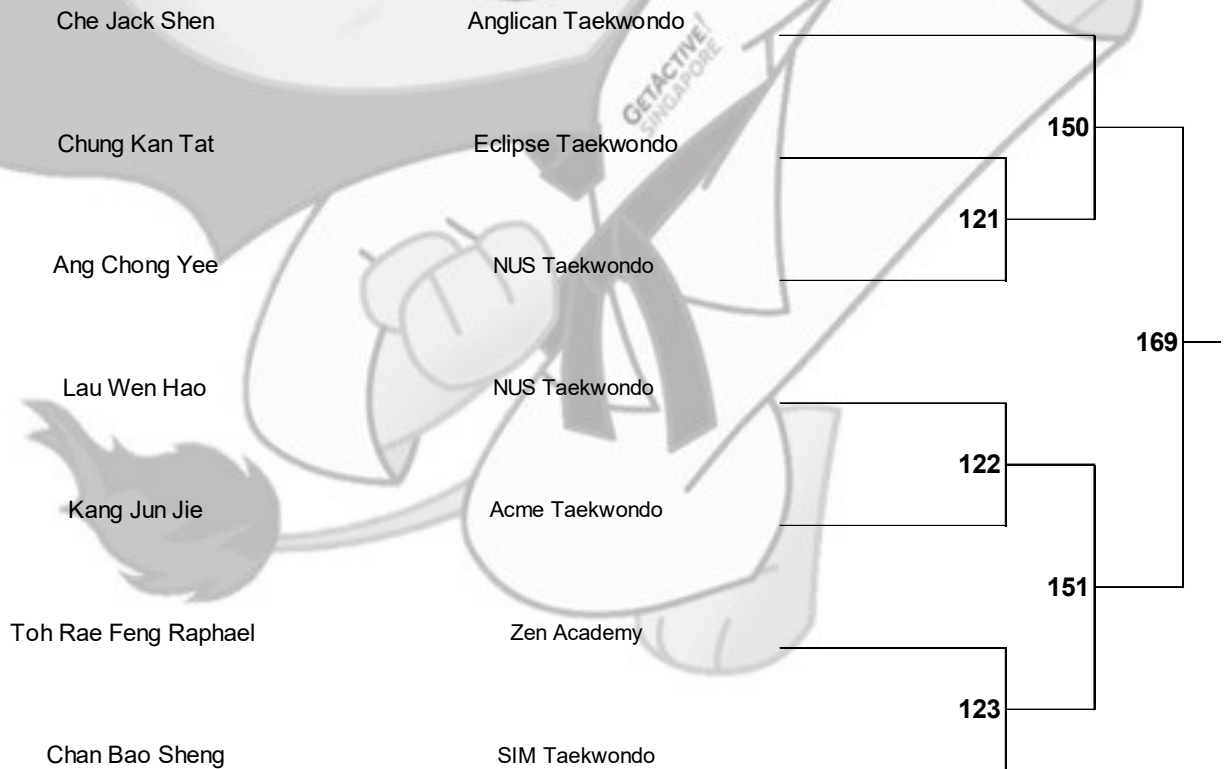 Che Jack Shen Anglican Taekwondo
GETACTIVE!
SINGAPORE
150
Chung Kan Tat Eclipse Taekwondo
121
Ang Chong Yee NUS Taekwondo
169
Lau Wen Hao NUS Taekwondo
122
Kang Jun Jie Acme Taekwondo
151
Toh Rae Feng Raphael Zen Academy
123
Chan Bao Sheng SIM Taekwondo